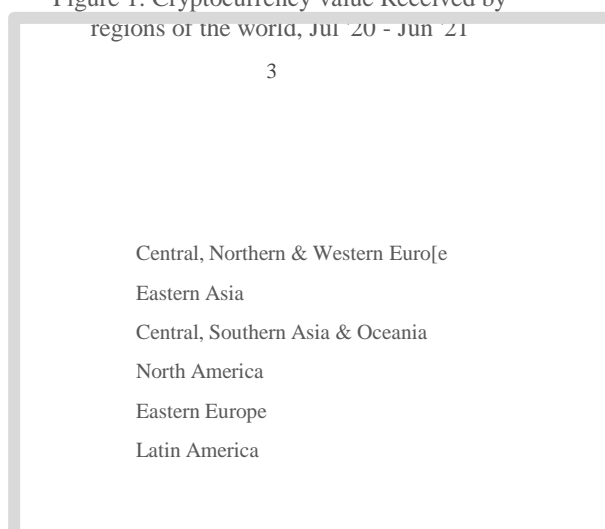 Figure 1: Cryptocurrency Value Received by
regions of the world, Jul '20 - Jun '21
3
Central, Northern & Western Euro[e
Eastern Asia
Central, Southern Asia & Oceania
North America
Eastern Europe
Latin America